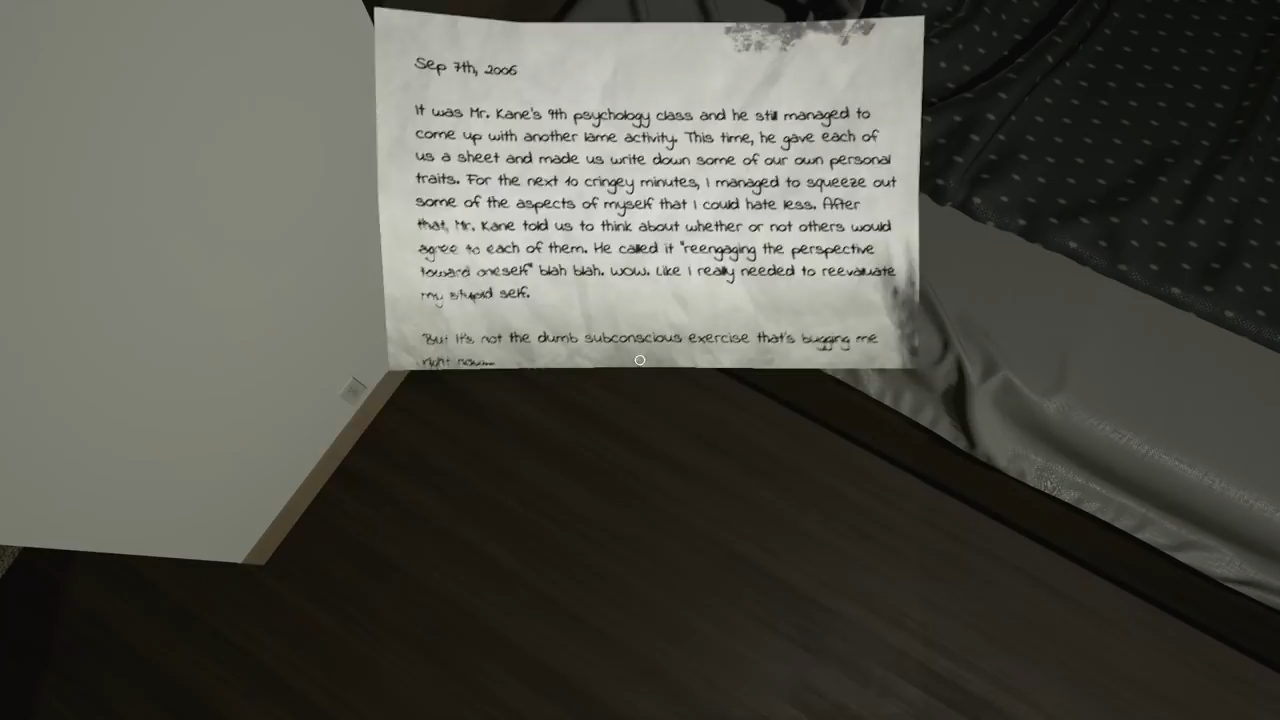 Sep 7th, 2006
It was Mr. Kane's 9th psychology class and he still managed to
come up with another lame activity. This time, he gave each of
us a sheet and made us write down some of our own personal
traits. For the next 10 cringey minutes, I managed to squeeze out
some of the aspects of myself that I could hate less. After
that, Mr. Kane told us to think about whether or not others would
agree to each of them. He called it "reengaging the perspective
toward oneself" blah blah. Wow. Like I really needed to reevaluate
my stupid self.
But it's not the dumb subconscious exercise that's bugging me
right now...